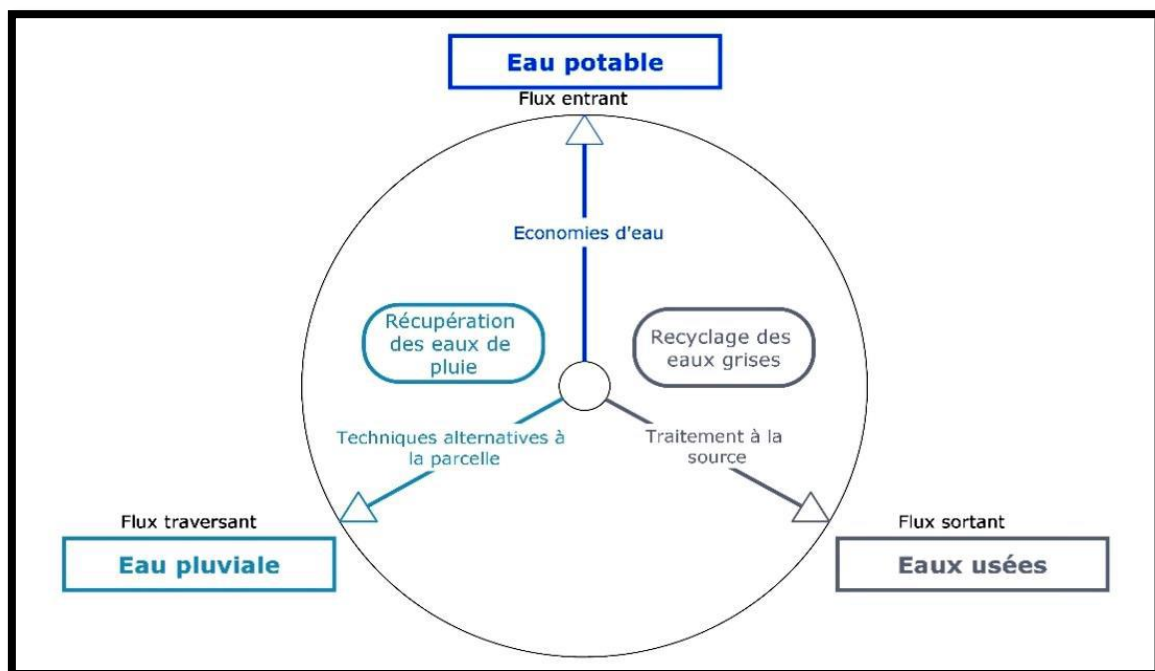 Eau potable
Flux entrant
Economies d'eau
Récupération
des eaux de
pluie
Recyclage des
eaux grises
Techniques alternatives à
la parcelle
Traitement à la
source
Flux traversant
Eau pluviale
Flux sortant
Eaux usées